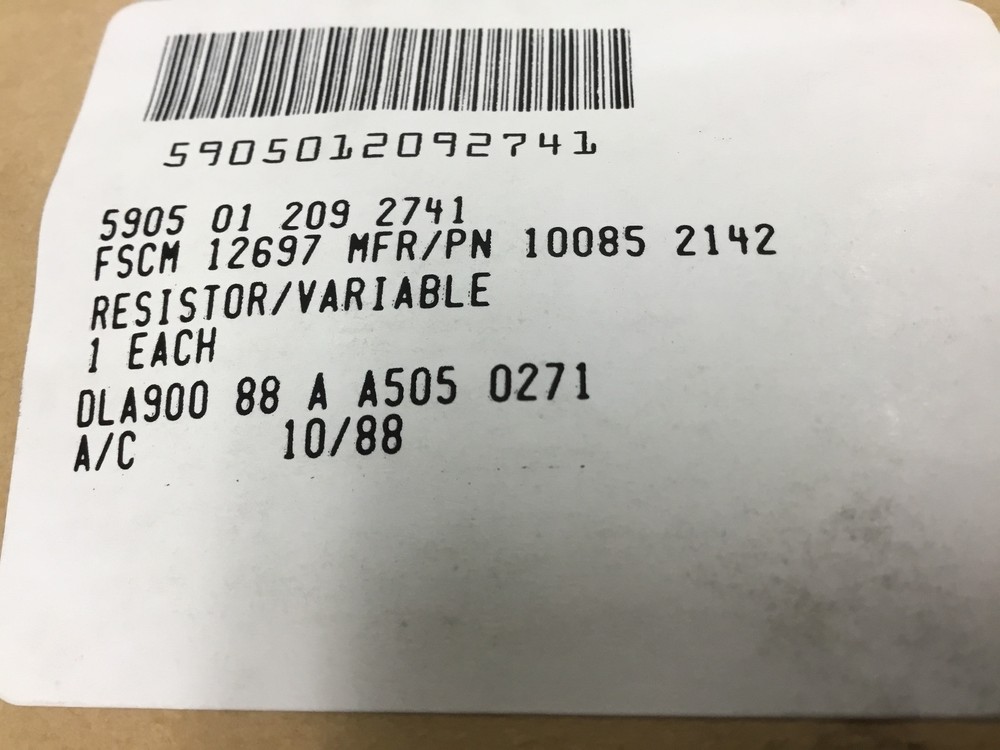 5905012092741
5905 01 209 2741
FSCM 12697 MFR/PN 10085 2142
RESISTOR/VARIABLE
1 EACH
DLA900 88 A A505 0271
A/C 10/88